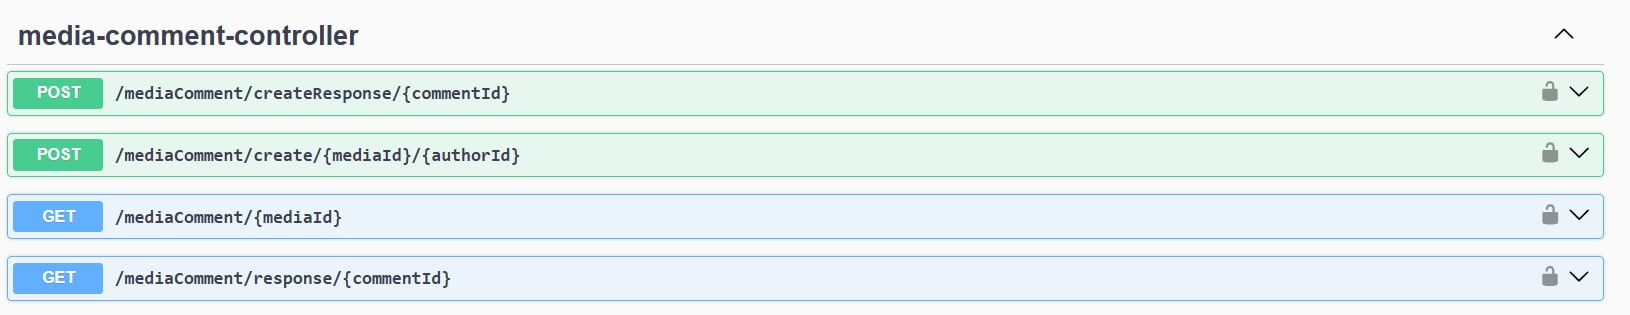 media-comment-controller
POST /mediaComment/createResponse/{commentId}
POST /mediaComment/create/{mediaId}/{authorId}
GET /mediaComment/{mediaId}
GET /mediaComment/response/{commentId}